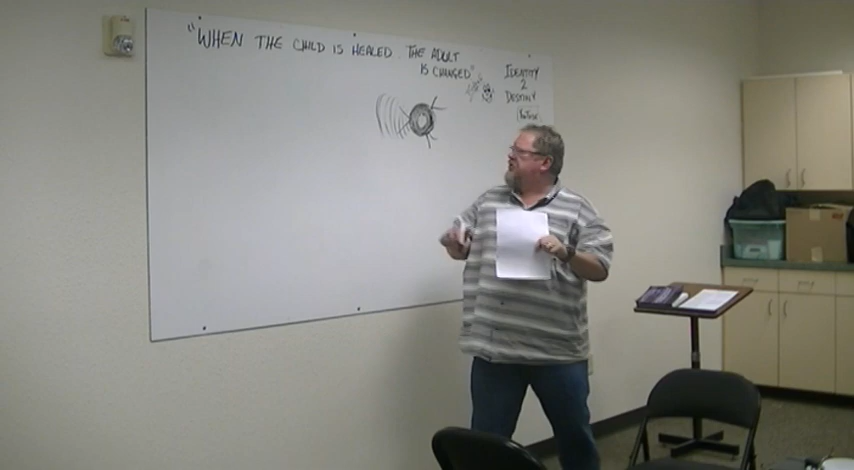 "WHEN THE CHILD IS HEALED THE ADULT
IS CHANGED"
IDENTITY
2
DESTINY